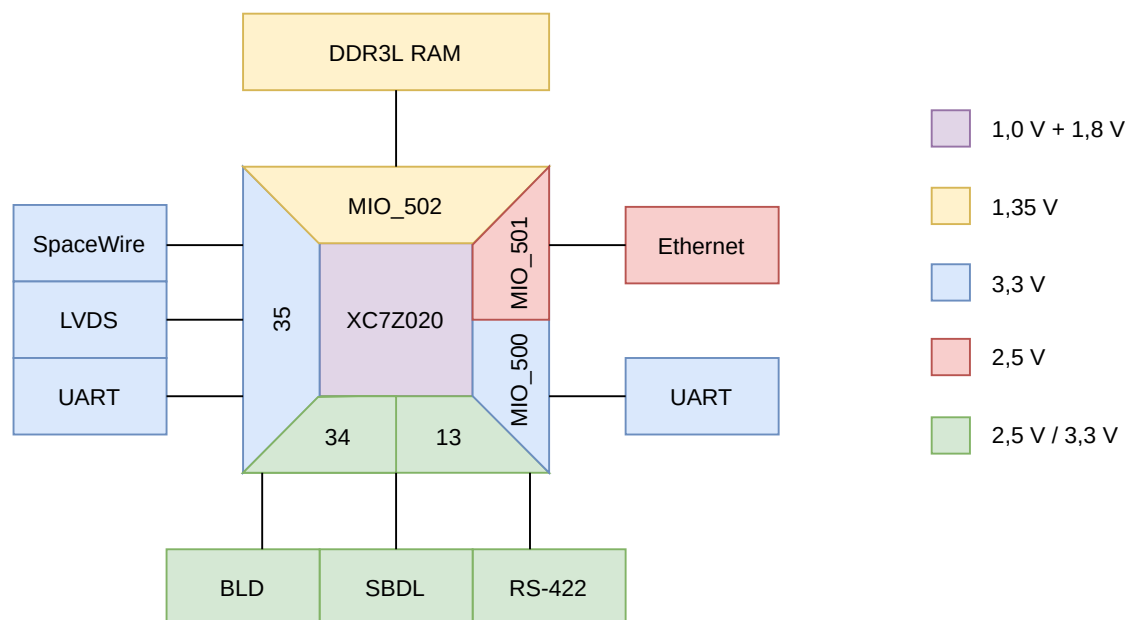 DDR3L RAM
1,0 V + 1,8 V
MIO_502
1,35 V
SpaceWire
MIO_501
Ethernet
3,3 V
LVDS
35
XC7Z020
2,5 V
UART
MIO_500
UART
34
13
2,5 V / 3,3 V
BLD
SBDL
RS-422